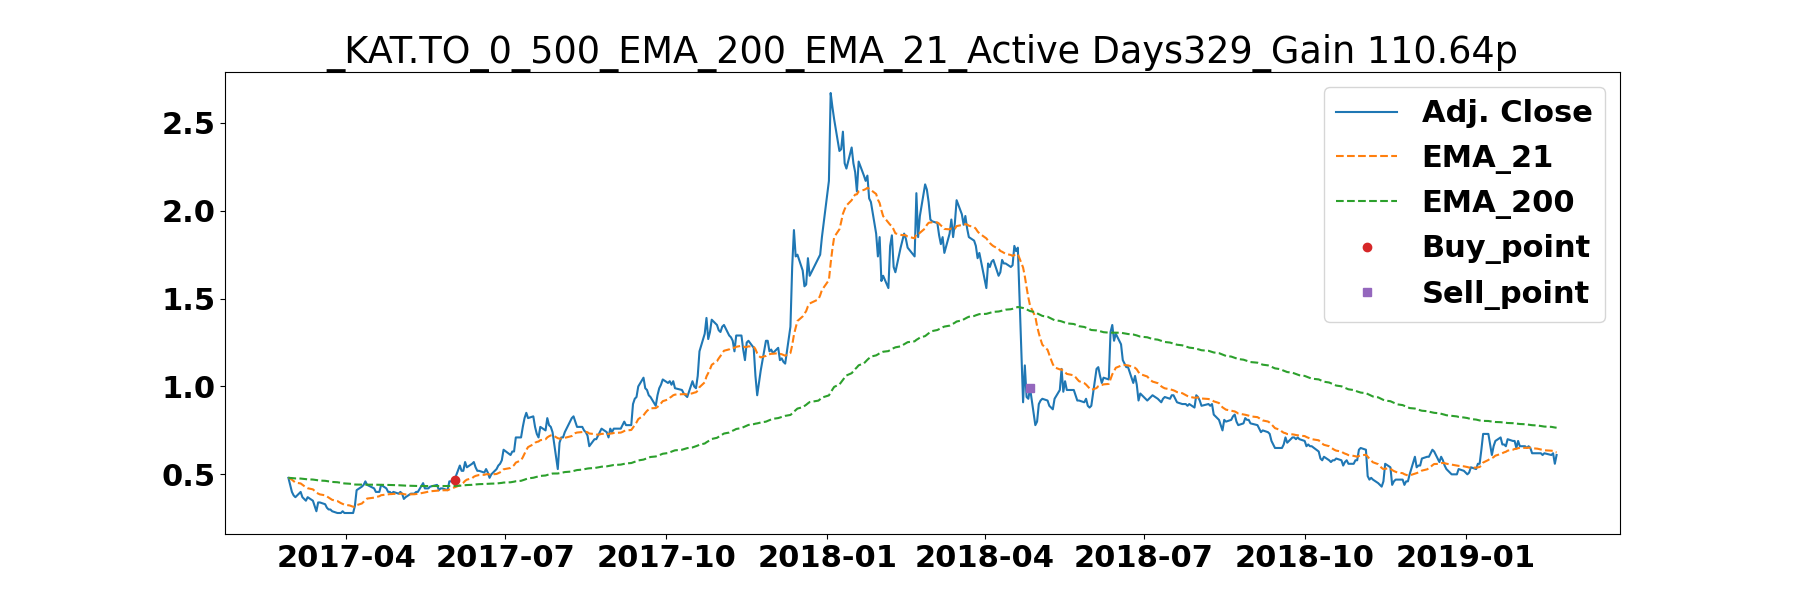 _KAT.TO_0_500_EMA_200_EMA_21_Active Days329_Gain 110.64p
2.5
2.0
1.5
1.0
0.5
Adj. Close
EMA_21
EMA_200
Buy_point
Sell_point
2017-04 2017-07 2017-10 2018-01 2018-04 2018-07 2018-10 2019-01